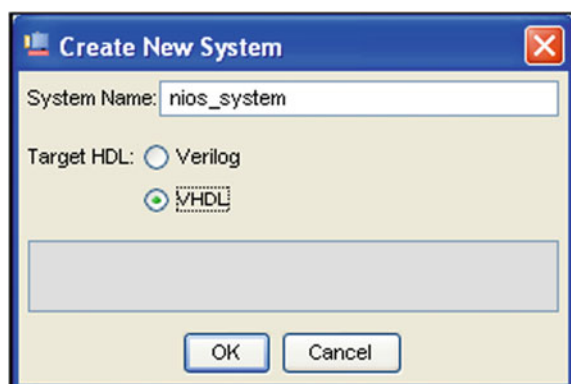 Create New System
System Name: nios_system
Target HDL: Verilog
VHDL
OK Cancel